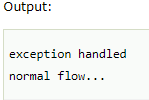 Output:
exception handled
normal flow...